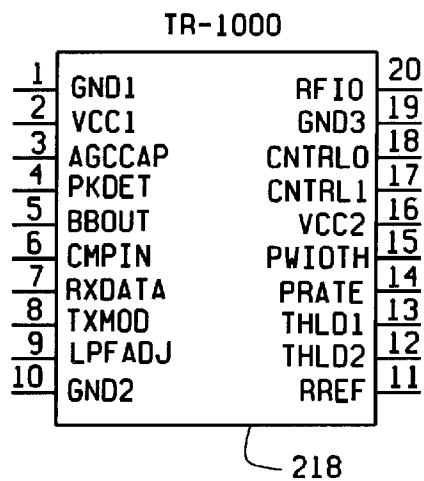 TR-1000
1 GND1 RFIO 20
2 VCC1 GND3 19
3 AGCCAP CNTRL0 18
4 PKDET CNTRL1 17
5 BBOUT VCC2 16
6 CMPIN PWIOTH 15
7 RXDATA PRATE 14
8 TXMOD THLD1 13
9 LPFADJ THLD2 12
10 GND2 RREF 11
218